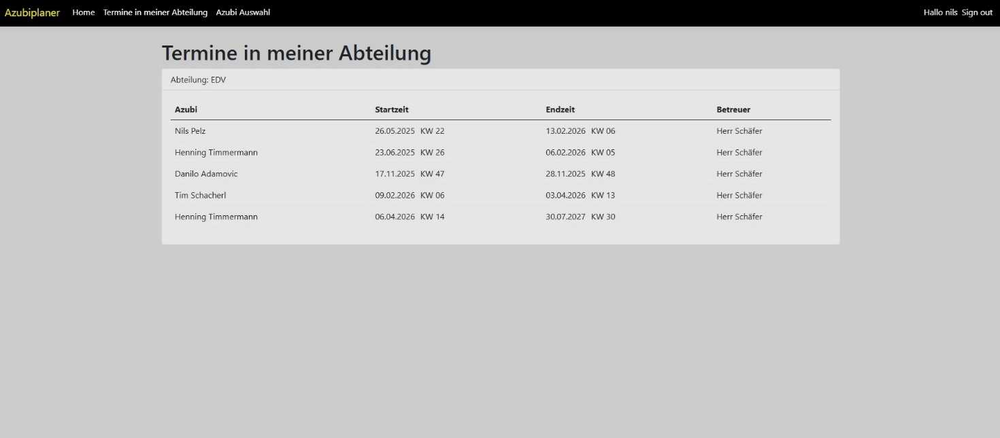 Azubiplaner Home Termine in meiner Abteilung Azubi Auswahl Hallo nils Sign out
Termine in meiner Abteilung
Abteilung: EDV
Azubi Startzeit Endzeit Betreuer
Nils Pelz 26.05.2025 KW 22 13.02.2026 KW 06 Herr Schäfer
Henning Timmermann 23.06.2025 KW 26 06.02.2026 KW 05 Herr Schäfer
Danilo Adamovic 17.11.2025 KW 47 28.11.2025 KW 48 Herr Schäfer
Tim Schacherl 09.02.2026 KW 06 03.04.2026 KW 13 Herr Schäfer
Henning Timmermann 06.04.2026 KW 14 30.07.2027 KW 30 Herr Schäfer